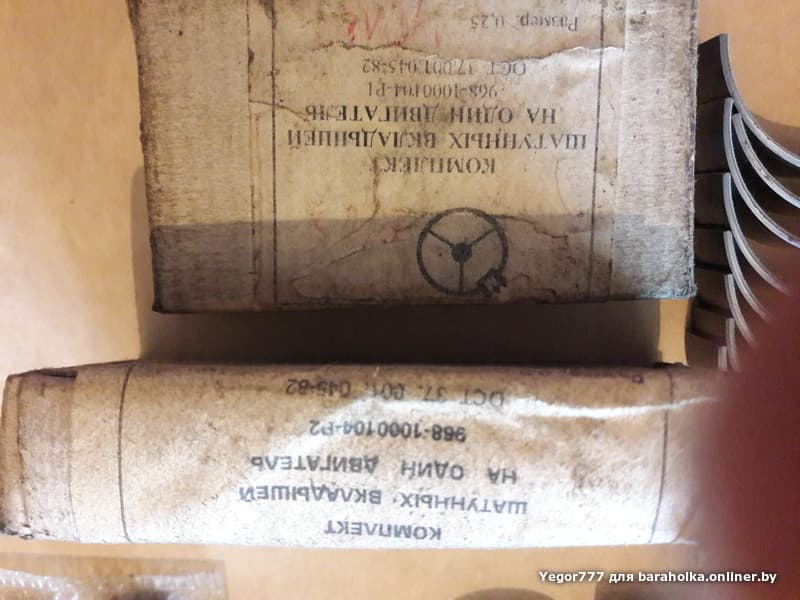 КОМПЛЕКТ
ШАТУННЫХ ВКЛАДЫШЕЙ
НА ОДИН ДВИГАТЕЛЬ
968-1000104-Р1
ОСТ 37.001.045-82
Размер 0,25
КОМПЛЕКТ
ШАТУННЫХ ВКЛАДЫШЕЙ
НА ОДИН ДВИГАТЕЛЬ
968-1000104-Р2
ОСТ 37. 001. 045-82
Yegor777 для baraholka.onliner.by